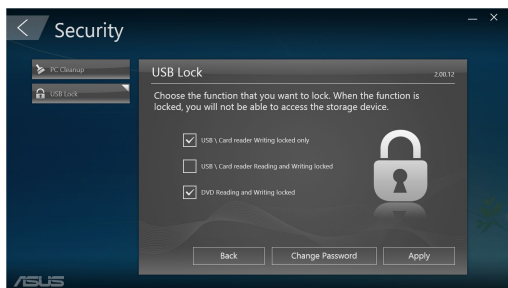 Security
PC Cleanup
USB Lock
USB Lock
2.00.12
Choose the function that you want to lock. When the function is
locked, you will not be able to access the storage device.
USB \ Card reader Writing locked only
USB \ Card reader Reading and Writing locked
DVD Reading and Writing locked
Back
Change Password
Apply
ASUS